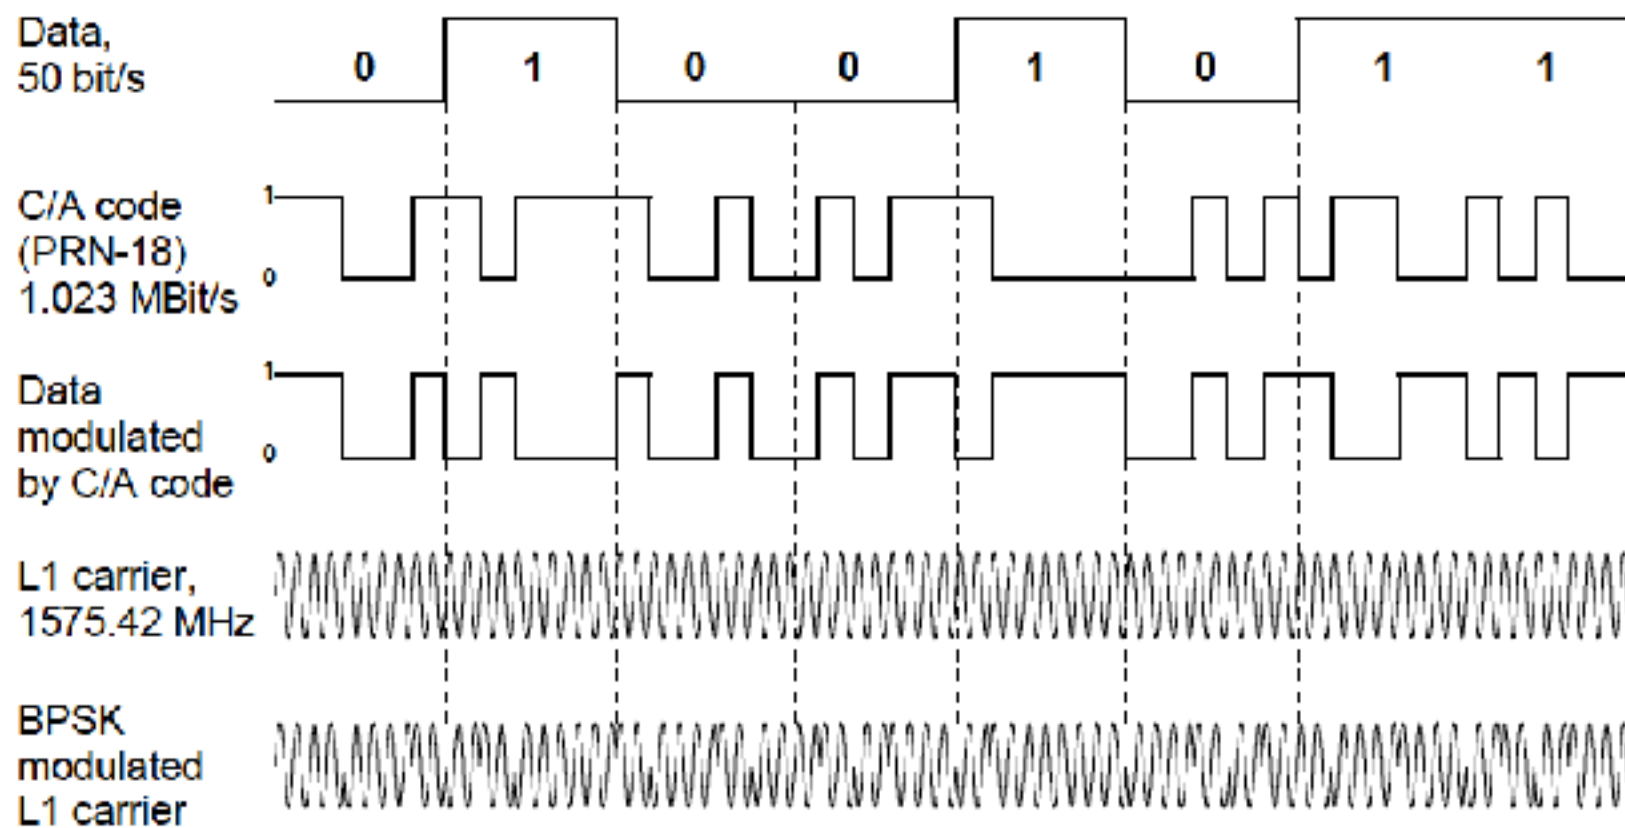 Data,
50 bit/s
0 1 0 0 1 0 1 1
C/A code
(PRN-18)
1.023 MBit/s
1
0
Data
modulated
by C/A code
1
0
L1 carrier,
1575.42 MHz
BPSK
modulated
L1 carrier